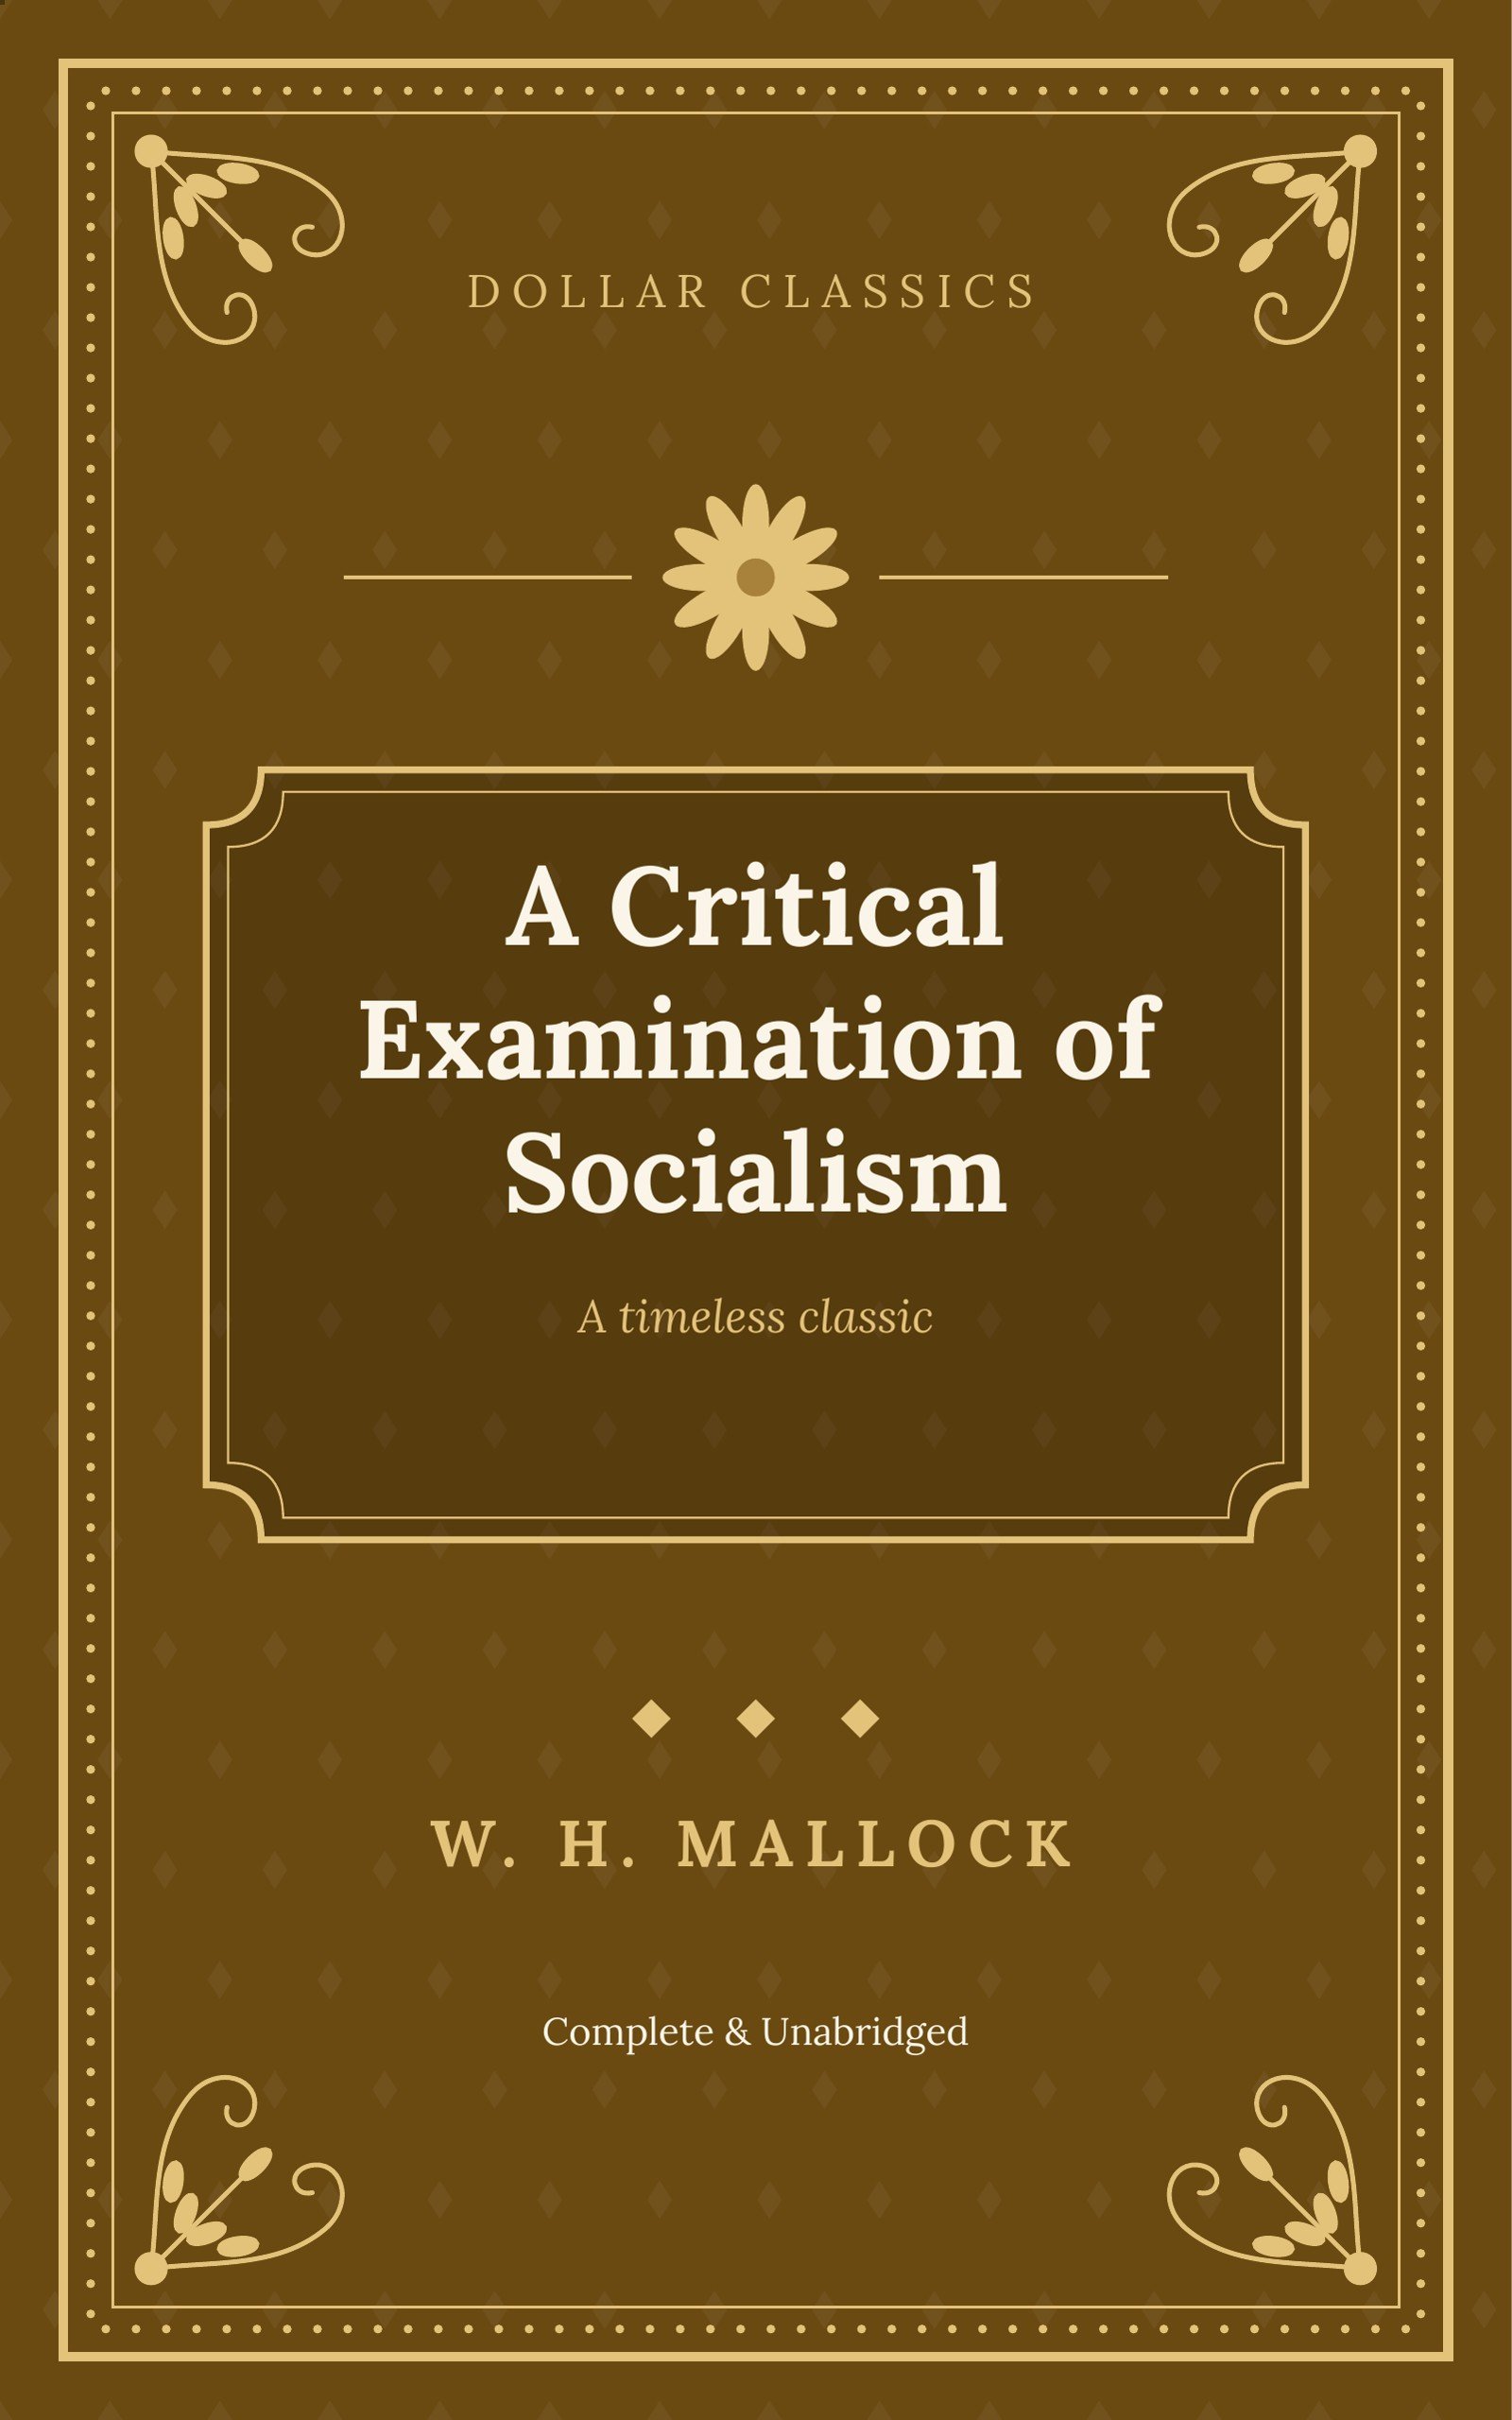 DOLLAR CLASSICS
A Critical
Examination of
Socialism
A timeless classic
W. H. MALLOCK
Complete & Unabridged